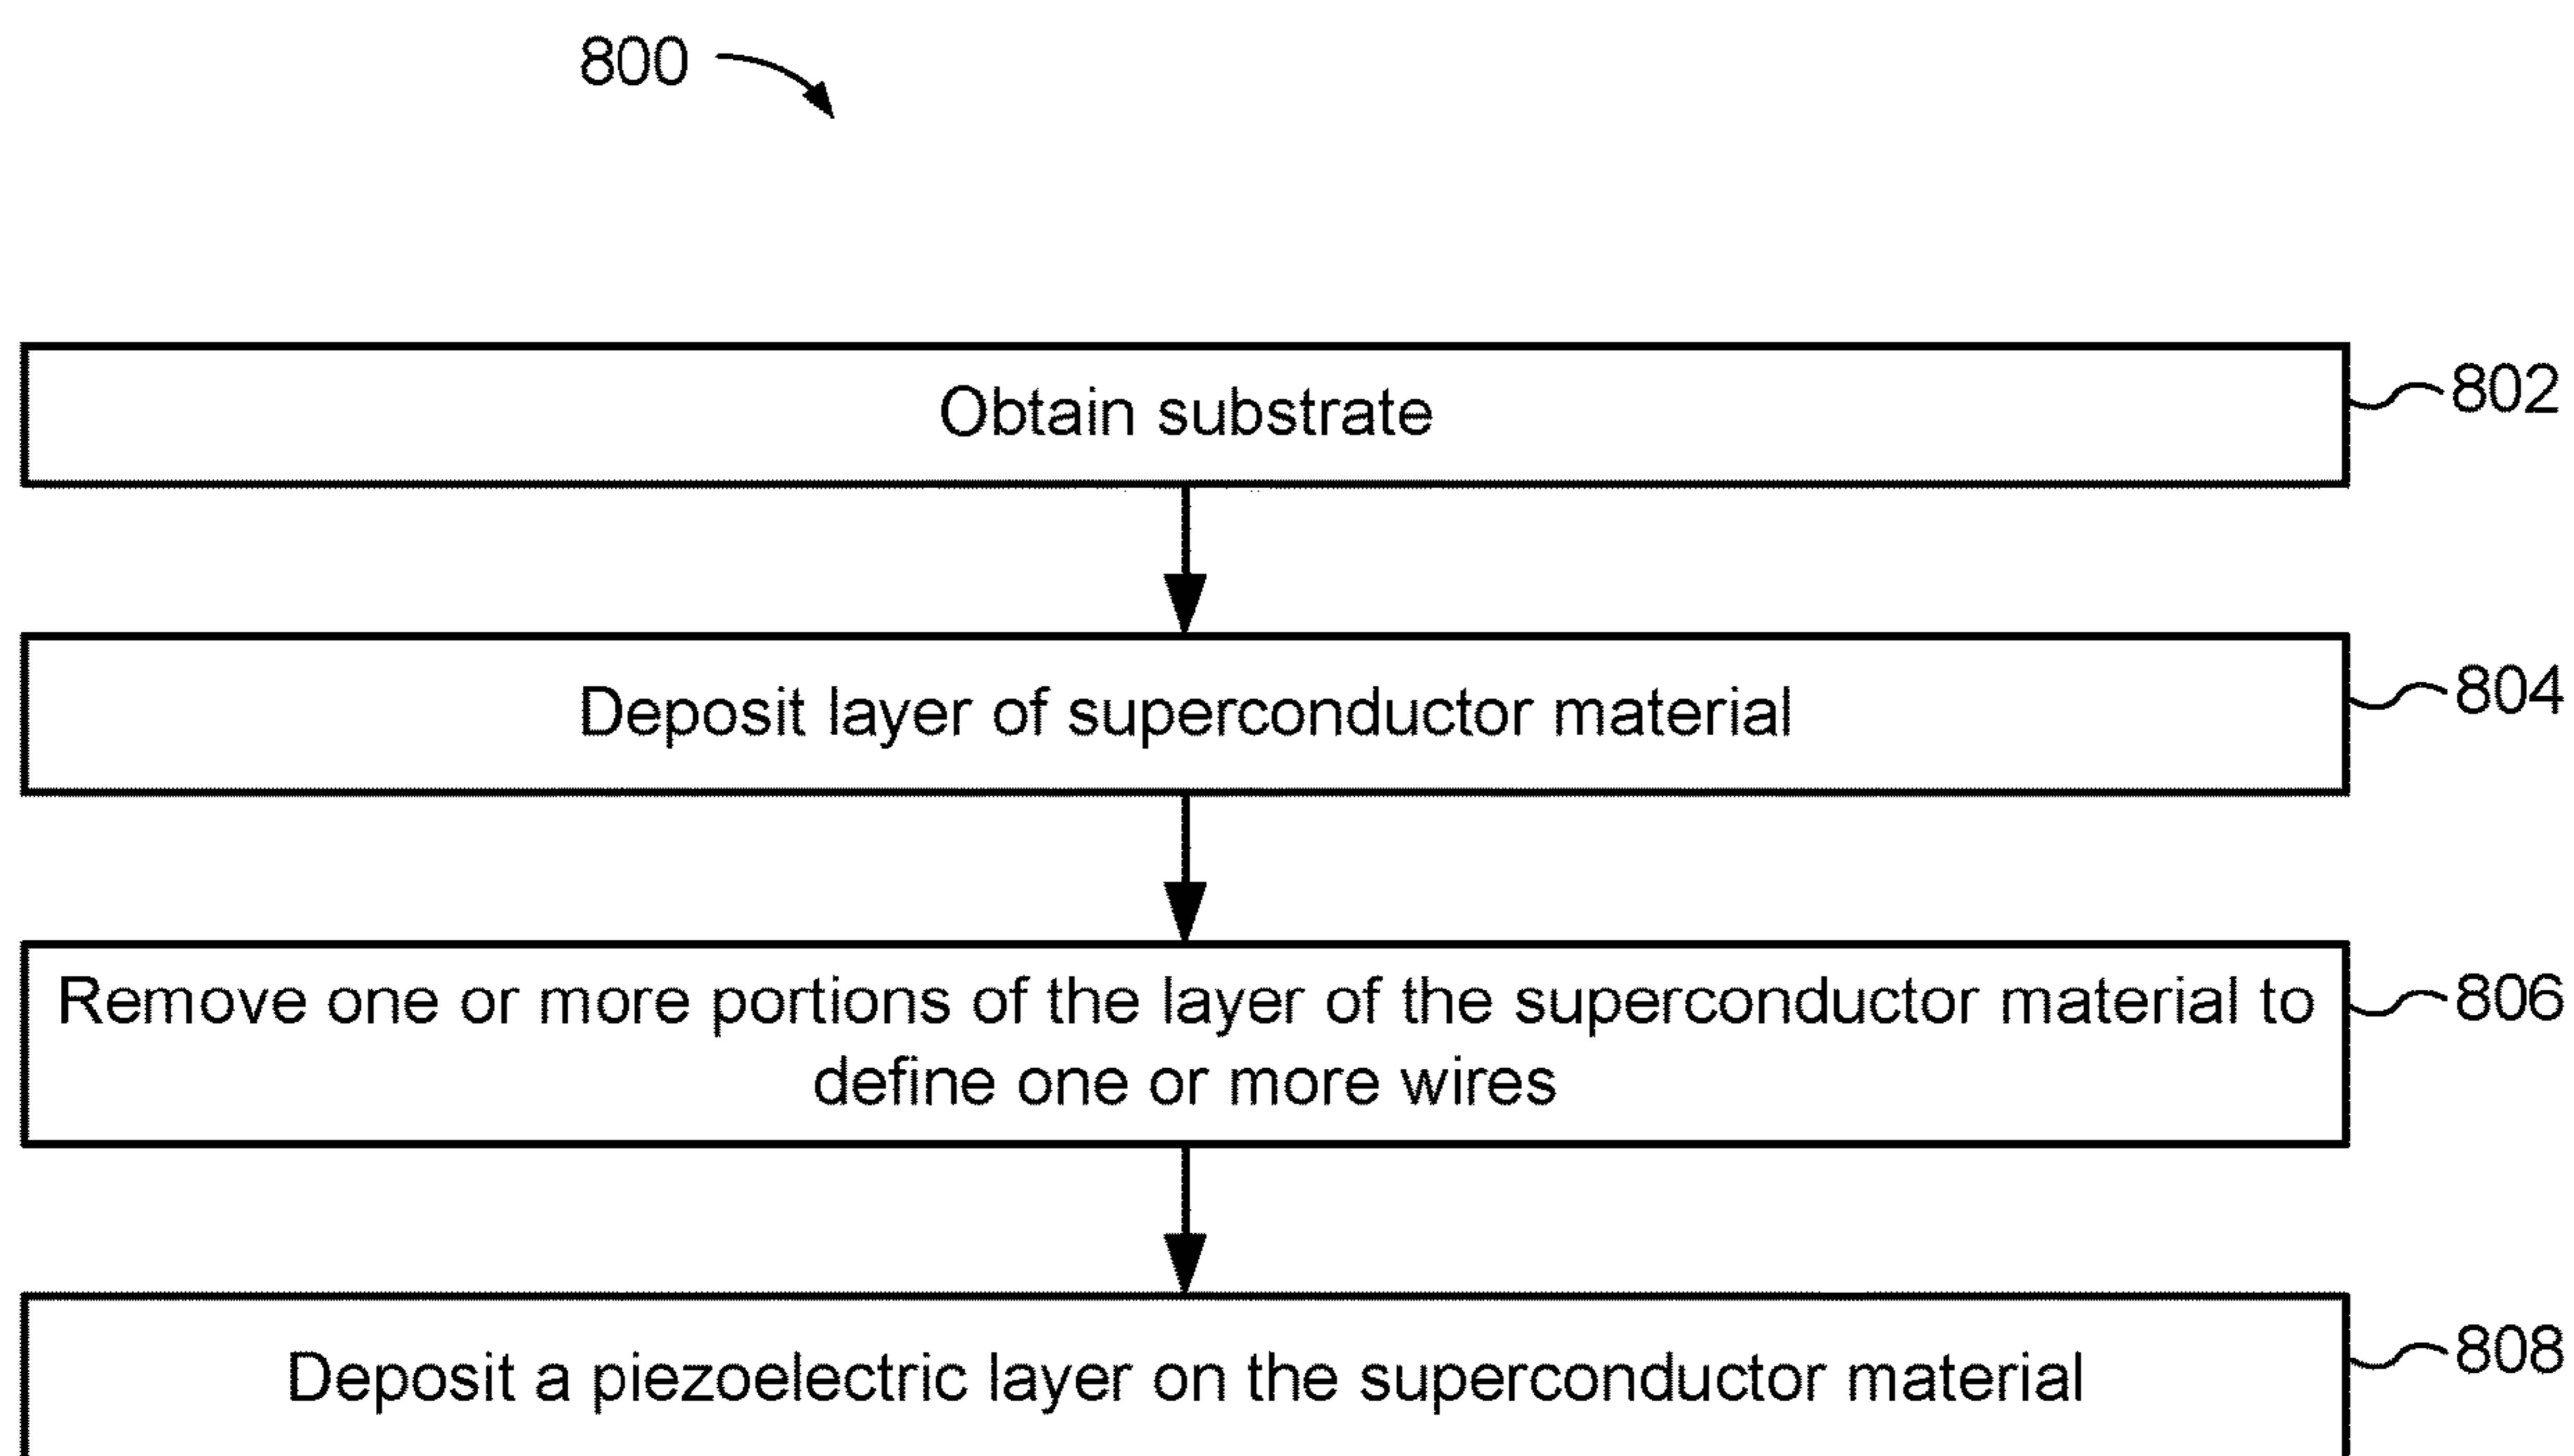 800
Obtain substrate
802
Deposit layer of superconductor material
804
Remove one or more portions of the layer of the superconductor material to
define one or more wires
806
Deposit a piezoelectric layer on the superconductor material
808